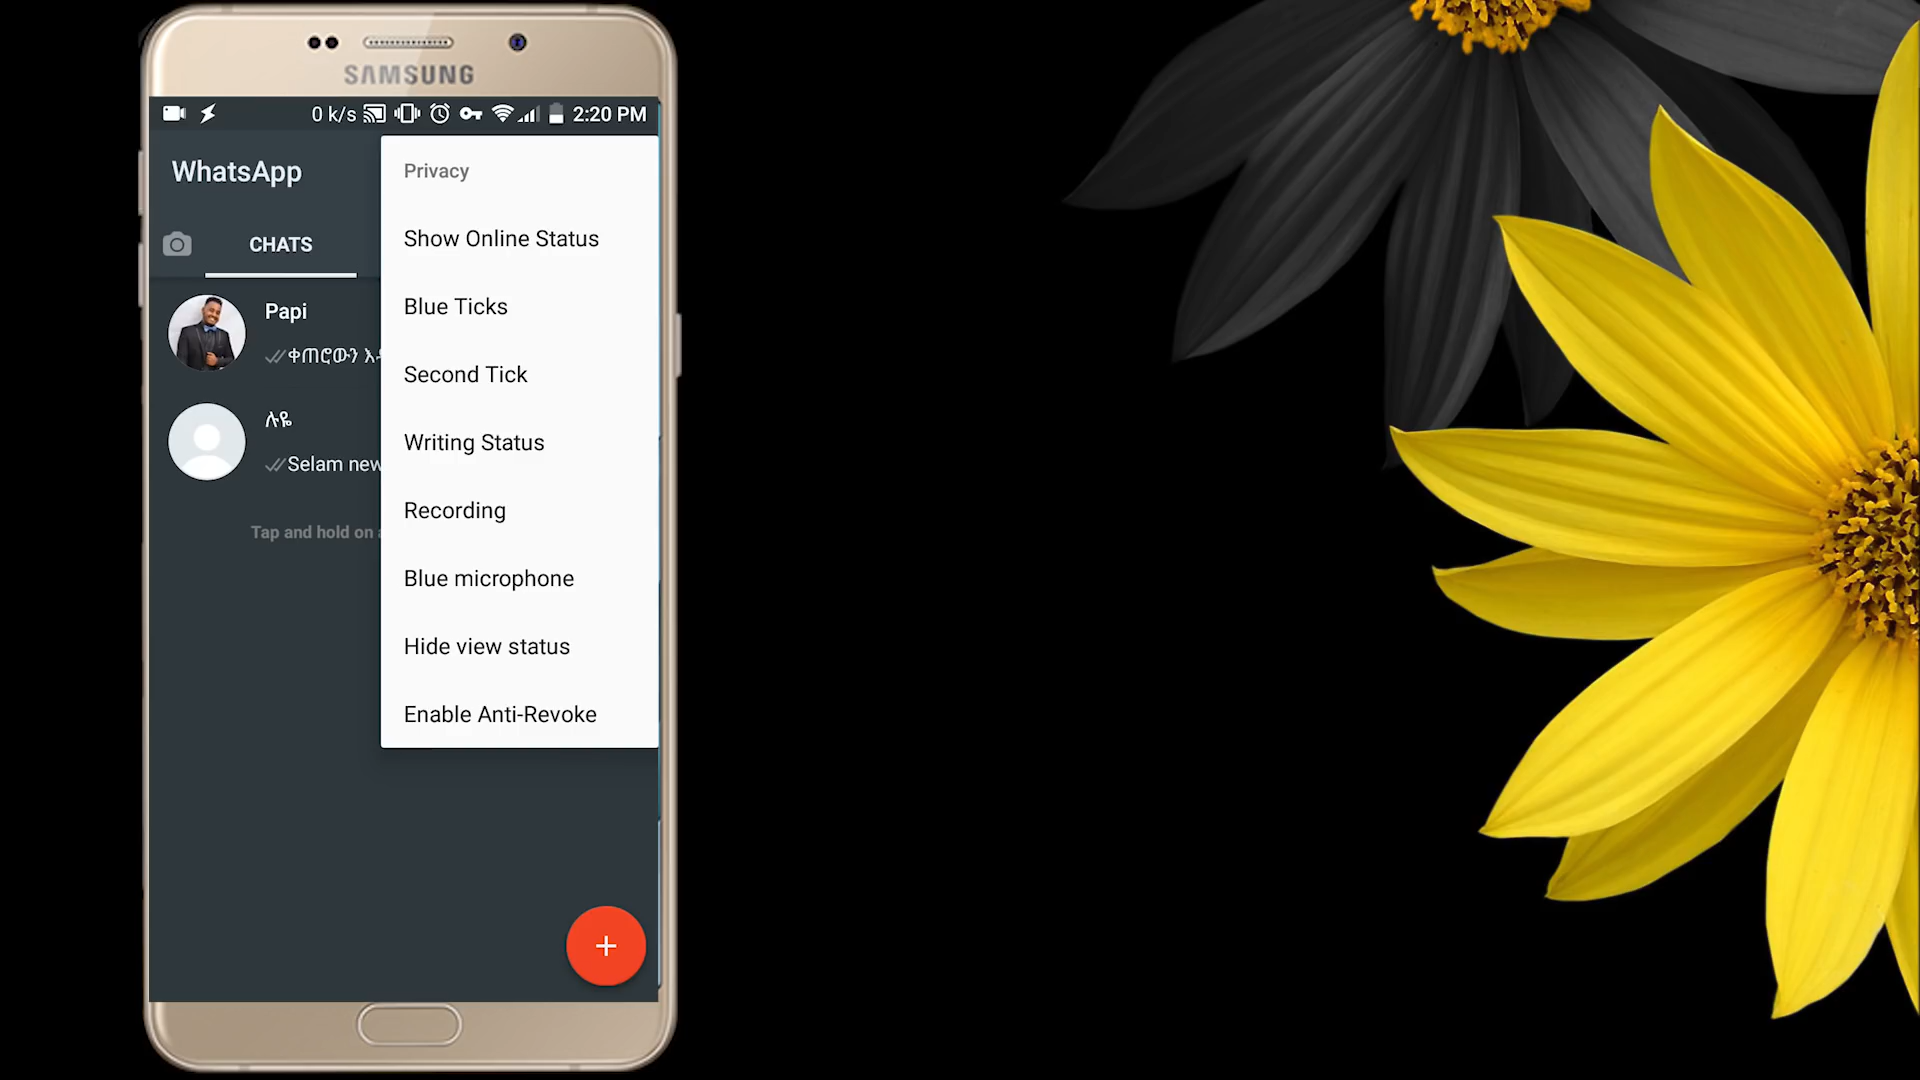 SAMSUNG
0 k/s 2:20 PM
WhatsApp
CHATS
Papi
ቀጠሮውን
ሉዬ
Selam new
Tap and hold on
Privacy
Show Online Status
Blue Ticks
Second Tick
Writing Status
Recording
Blue microphone
Hide view status
Enable Anti-Revoke